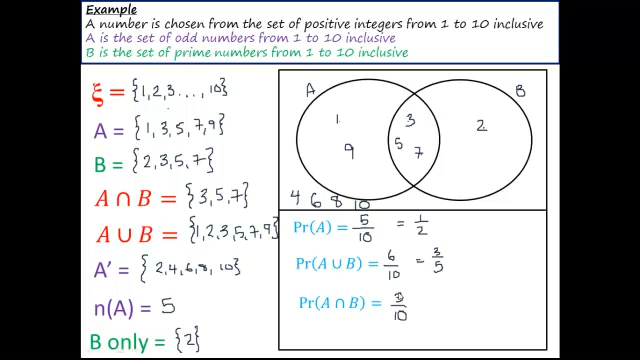 Example
A number is chosen from the set of positive integers from 1 to 10 inclusive
A is the set of odd numbers from 1 to 10 inclusive
B is the set of prime numbers from 1 to 10 inclusive
ξ = {1, 2, 3 . . . . , 10}
A = {1, 3, 5, 7, 9}
B = {2, 3, 5, 7}
A ∩ B = {3, 5, 7}
A ∪ B = {1, 2, 3, 5, 7, 9}
A' = {2, 4, 6, 8, 10}
n(A) = 5
B only = {2}
A B
1 3 2
5
9 7
4 6 8 10
Pr(A) = 5/10 = 1/2
Pr(A ∪ B) = 6/10 = 3/5
Pr(A ∩ B) = 3/10